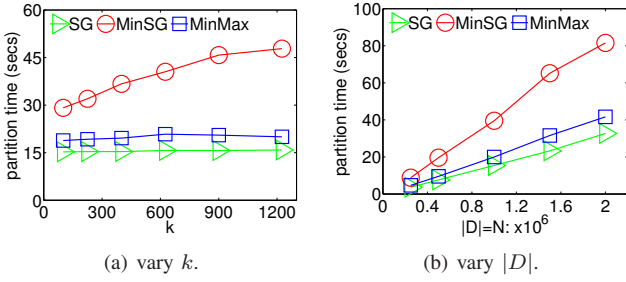 SG MinSG MinMax
60
45
30
15
0
partition time (secs)
0 300 600 900 1200
k
(a) vary k.
SG MinSG MinMax
100
80
60
40
20
0
partition time (secs)
0.4 0.8 1.2 1.6 2
|D|=N: x10^6
(b) vary |D|.